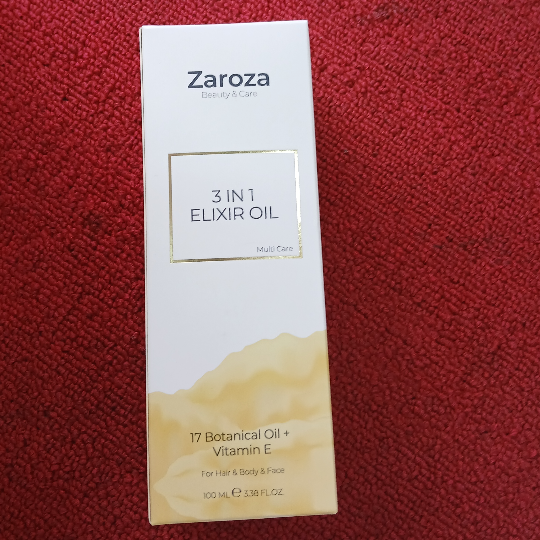 Zaroza
Beauty & Care
3 IN 1
ELIXIR OIL
Multi Care
17 Botanical Oil +
Vitamin E
For Hair & Body & Face
100 ML ℮ 3.38 FL.OZ